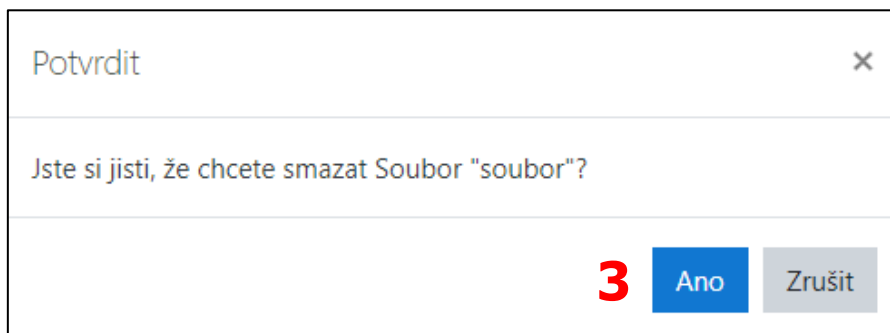 Potvrdit ×
Jste si jisti, že chcete smazat Soubor "soubor"?
3 Ano Zrušit